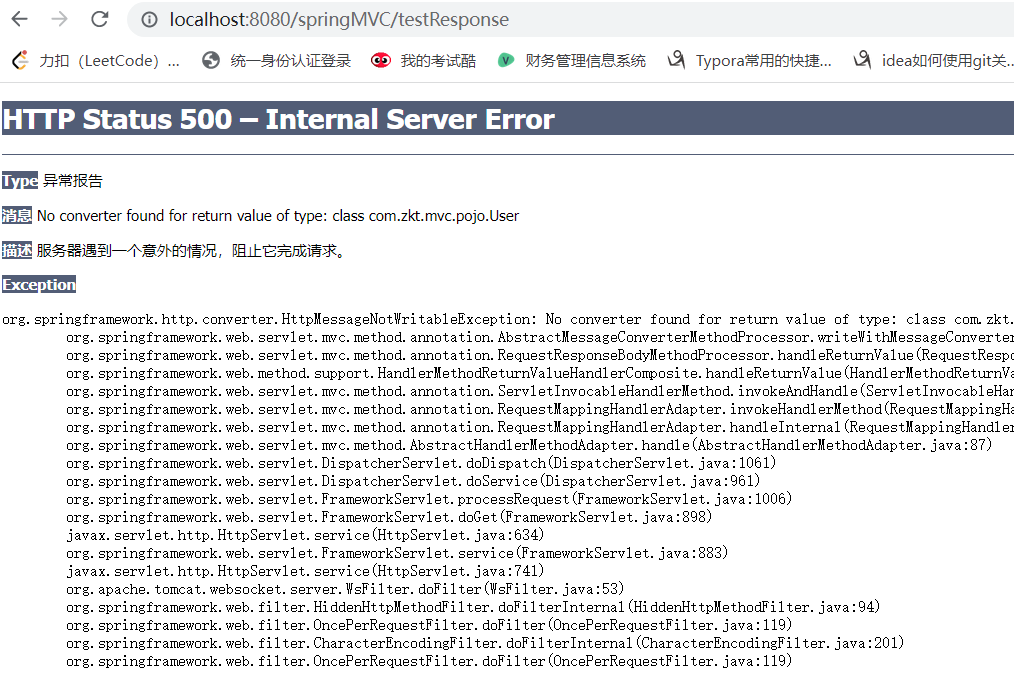 localhost:8080/springMVC/testResponse
力扣（LeetCode）... 统一身份认证登录 我的考试酷 财务管理信息系统 Typora常用的快捷... idea如何使用git关...
HTTP Status 500 – Internal Server Error
Type 异常报告
消息 No converter found for return value of type: class com.zkt.mvc.pojo.User
描述 服务器遇到一个意外的情况，阻止它完成请求。
Exception
org.springframework.http.converter.HttpMessageNotWritableException: No converter found for return value of type: class com.zkt.
org.springframework.web.servlet.mvc.method.annotation.AbstractMessageConverterMethodProcessor.writeWithMessageConverter
org.springframework.web.servlet.mvc.method.annotation.RequestResponseBodyMethodProcessor.handleReturnValue(RequestRespo
org.springframework.web.method.support.HandlerMethodReturnValueHandlerComposite.handleReturnValue(HandlerMethodReturnVa
org.springframework.web.servlet.mvc.method.annotation.ServletInvocableHandlerMethod.invokeAndHandle(ServletInvocableHan
org.springframework.web.servlet.mvc.method.annotation.RequestMappingHandlerAdapter.invokeHandlerMethod(RequestMappingHa
org.springframework.web.servlet.mvc.method.annotation.RequestMappingHandlerAdapter.handleInternal(RequestMappingHandler
org.springframework.web.servlet.mvc.method.AbstractHandlerMethodAdapter.handle(AbstractHandlerMethodAdapter.java:87)
org.springframework.web.servlet.DispatcherServlet.doDispatch(DispatcherServlet.java:1061)
org.springframework.web.servlet.DispatcherServlet.doService(DispatcherServlet.java:961)
org.springframework.web.servlet.FrameworkServlet.processRequest(FrameworkServlet.java:1006)
org.springframework.web.servlet.FrameworkServlet.doGet(FrameworkServlet.java:898)
javax.servlet.http.HttpServlet.service(HttpServlet.java:634)
org.springframework.web.servlet.FrameworkServlet.service(FrameworkServlet.java:883)
javax.servlet.http.HttpServlet.service(HttpServlet.java:741)
org.apache.tomcat.websocket.server.WsFilter.doFilter(WsFilter.java:53)
org.springframework.web.filter.HiddenHttpMethodFilter.doFilterInternal(HiddenHttpMethodFilter.java:94)
org.springframework.web.filter.OncePerRequestFilter.doFilter(OncePerRequestFilter.java:119)
org.springframework.web.filter.CharacterEncodingFilter.doFilterInternal(CharacterEncodingFilter.java:201)
org.springframework.web.filter.OncePerRequestFilter.doFilter(OncePerRequestFilter.java:119)